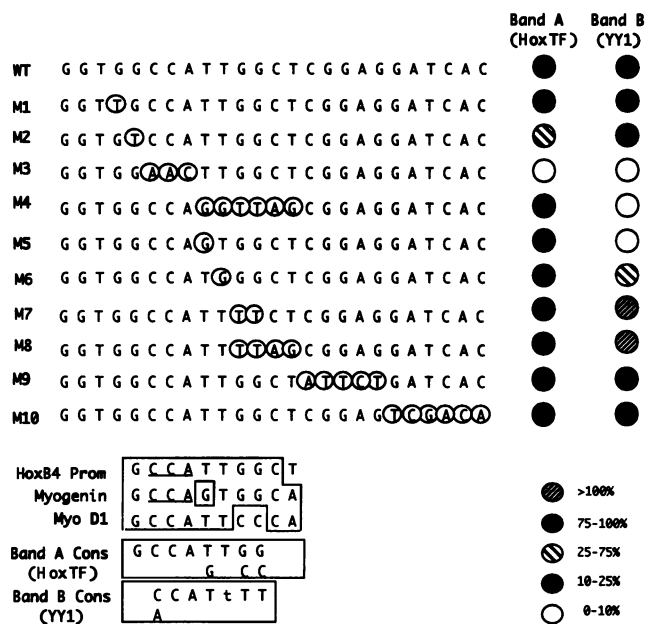 Band A Band B
(HoxTF) (YY1)
WT G G T G G C C A T T G G C T C G G A G G A T C A C
M1 G G T T G C C A T T G G C T C G G A G G A T C A C
M2 G G T G T C C A T T G G C T C G G A G G A T C A C
M3 G G T G G A A C T T G G C T C G G A G G A T C A C
M4 G G T G G C C A G G T T A G C G G A G G A T C A C
M5 G G T G G C C A G T G G C T C G G A G G A T C A C
M6 G G T G G C C A T G G G C T C G G A G G A T C A C
M7 G G T G G C C A T T T T C T C G G A G G A T C A C
M8 G G T G G C C A T T T T A G C G G A G G A T C A C
M9 G G T G G C C A T T G G C T A T T C T G A T C A C
M10 G G T G G C C A T T G G C T C G G A G T C G A C A
HoxB4 Prom G C C A T T G G C T
Myogenin G C C A G T G G C A
Myo D1 G C C A T T C C C A
Band A Cons G C C A T T G G
(HoxTF) G C C
Band B Cons C C A T t T T
(YY1) A
>100%
75-100%
25-75%
10-25%
0-10%